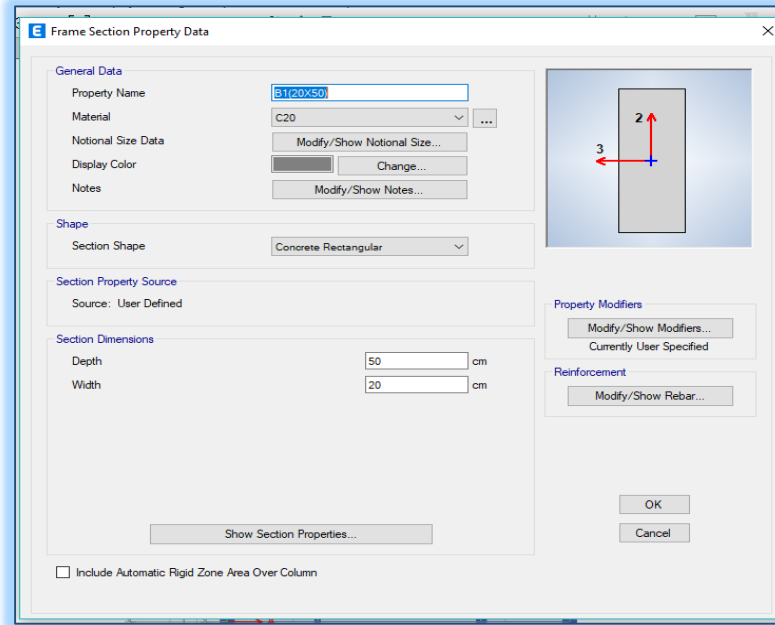 E Frame Section Property Data
General Data
Property Name B1(20X50)
Material C20 ...
Notional Size Data Modify/Show Notional Size...
Display Color Change...
Notes Modify/Show Notes...
2
3
Shape
Section Shape Concrete Rectangular
Section Property Source
Source: User Defined
Property Modifiers
Modify/Show Modifiers...
Currently User Specified
Section Dimensions
Depth 50 cm
Width 20 cm
Reinforcement
Modify/Show Rebar...
Show Section Properties...
OK
Cancel
Include Automatic Rigid Zone Area Over Column